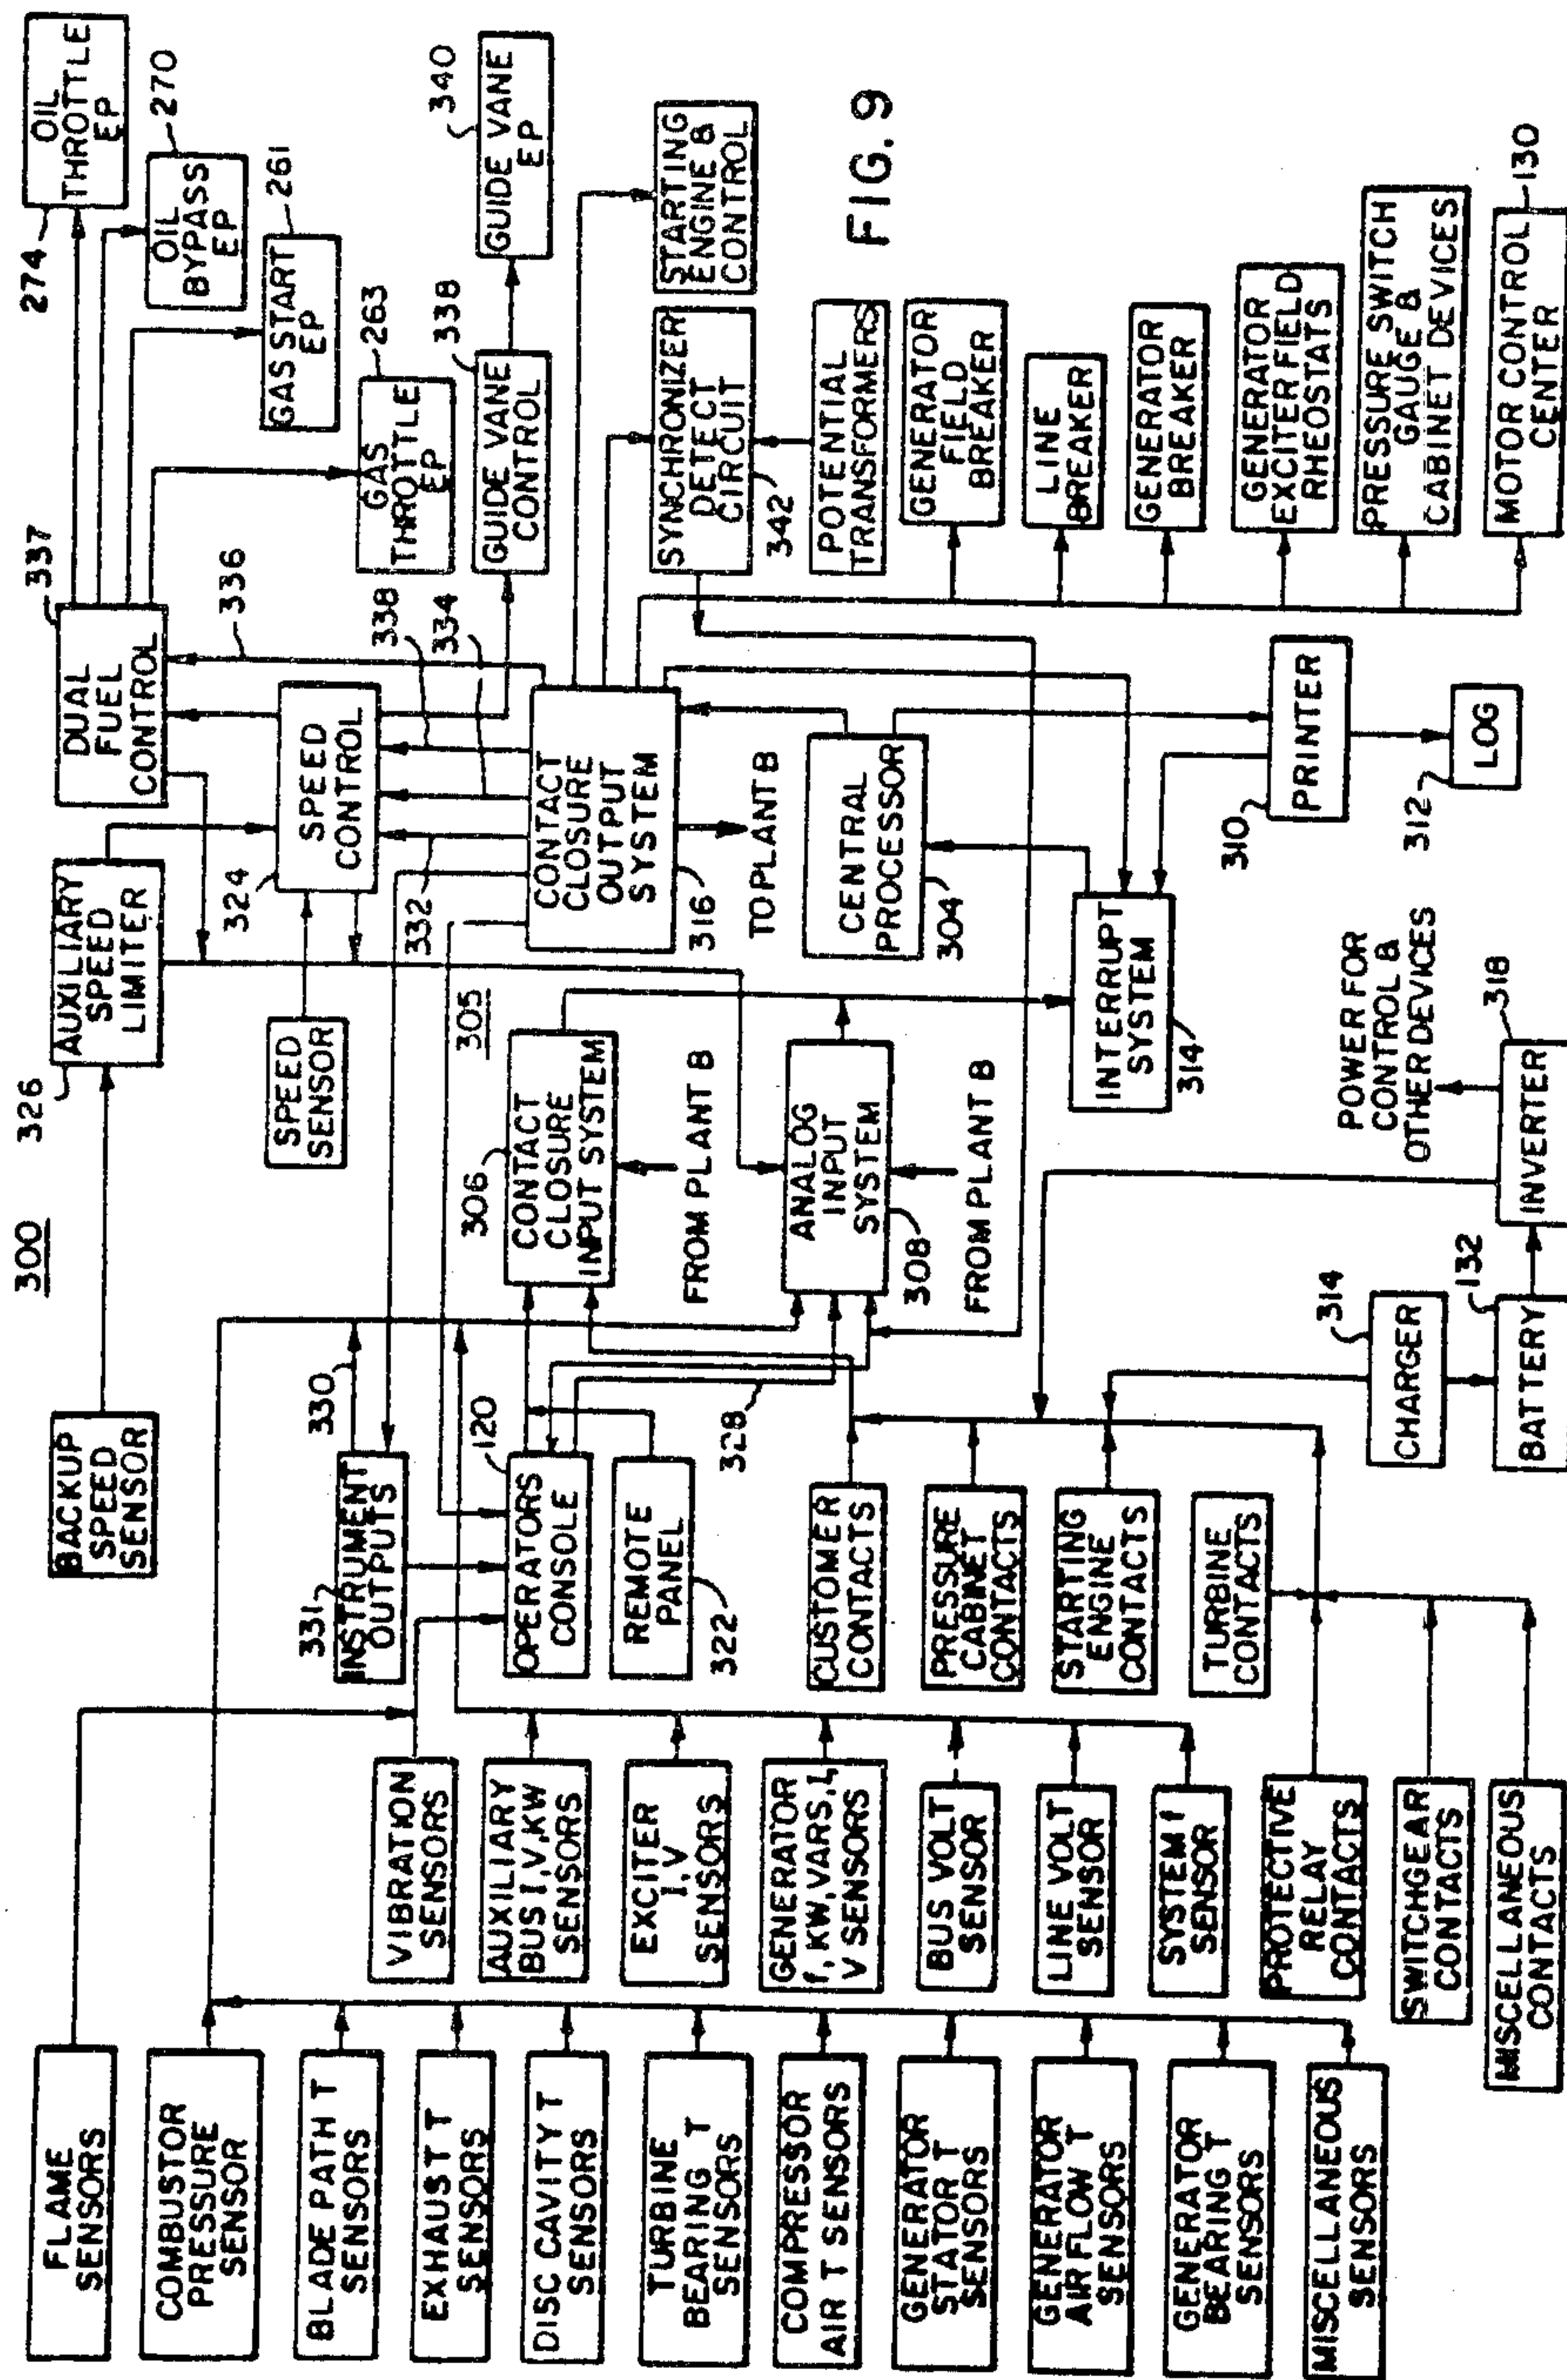 300
FLAME
SENSORS
COMBUSTOR
PRESSURE
SENSOR
BLADE PATH T
SENSORS
EXHAUST T
SENSORS
DISC CAVITY T
SENSORS
TURBINE
BEARING T
SENSORS
COMPRESSOR
AIR T SENSORS
GENERATOR
STATOR T
SENSORS
GENERATOR
AIR FLOW T
SENSORS
GENERATOR
BEARING T
SENSORS
MISCELLANEOUS
SENSORS
VIBRATION
SENSORS
AUXILIARY
BUS I,V,KW
SENSORS
EXCITER
I,V
SENSORS
GENERATOR
f, KW, VARS, I,
V SENSORS
BUS VOLT
SENSOR
LINE VOLT
SENSOR
SYSTEM f
SENSOR
PROTECTIVE
RELAY
CONTACTS
SWITCHGEAR
CONTACTS
MISCELLANEOUS
CONTACTS
BACKUP
SPEED
SENSOR
331
INSTRUMENT
OUTPUTS
330
120
OPERATORS
CONSOLE
REMOTE
PANEL
322
328
CUSTOMER
CONTACTS
PRESSURE
CABINET
CONTACTS
STARTING
ENGINE
CONTACTS
TURBINE
CONTACTS
326
AUXILIARY
SPEED
LIMITER
SPEED
SENSOR
305
306
CONTACT
CLOSURE
INPUT SYSTEM
FROM PLANT B
ANALOG
INPUT
SYSTEM
308
FROM PLANT B
314
CHARGER
132
BATTERY
INVERTER
318
POWER FOR
CONTROL &
OTHER DEVICES
INTERRUPT
SYSTEM
314
337
DUAL
FUEL
CONTROL
336
324
SPEED
CONTROL
332
338
334
CONTACT
CLOSURE
OUTPUT
SYSTEM
316
TO PLANT B
CENTRAL
PROCESSOR
304
310
PRINTER
312
LOG
274
OIL
THROTTLE
EP
OIL
BYPASS
EP
270
GAS START
EP
261
GAS
THROTTLE
EP
263
GUIDE VANE
CONTROL
338
GUIDE VANE
EP
340
STARTING
ENGINE &
CONTROL
SYNCHRONIZER
DETECT
CIRCUIT
342
POTENTIAL
TRANSFORMERS
GENERATOR
FIELD
BREAKER
LINE
BREAKER
GENERATOR
BREAKER
GENERATOR
EXCITER FIELD
RHEOSTATS
PRESSURE SWITCH
GAUGE &
CABINET DEVICES
MOTOR CONTROL
CENTER
130
FIG. 9